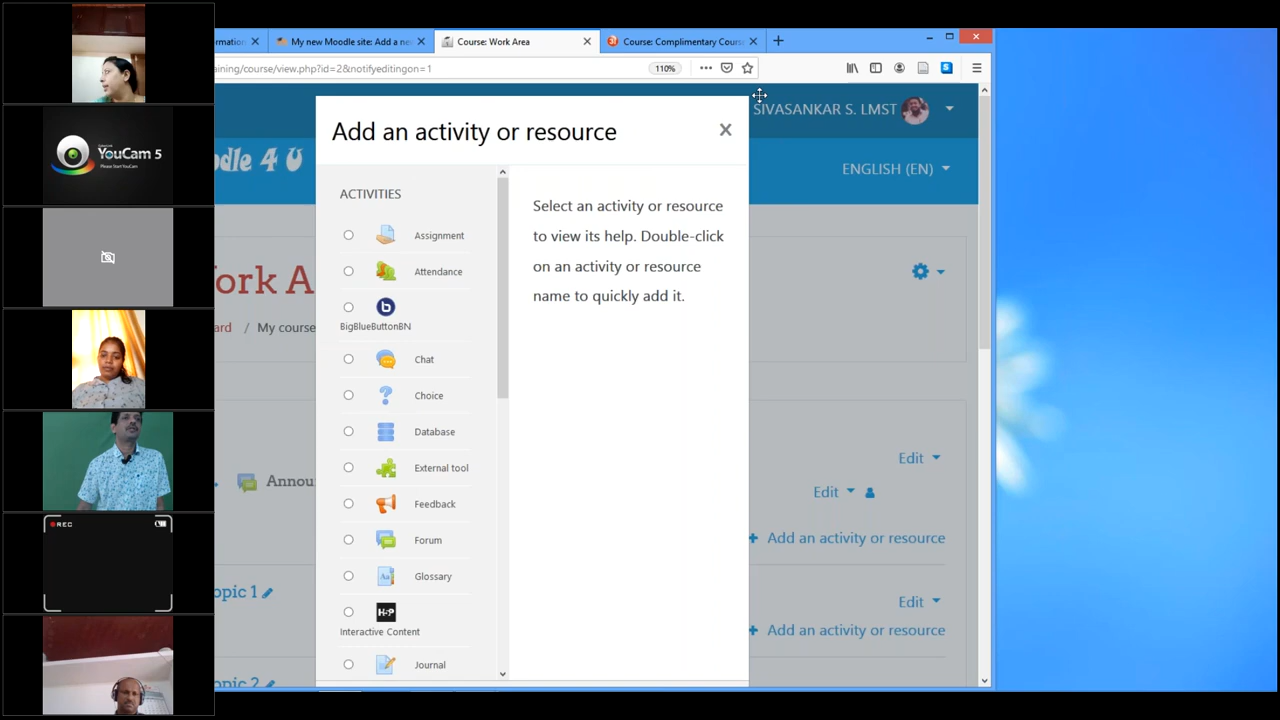 YouCam 5
Please Start YouCam
REC
rmation
My new Moodle site: Add a ne
Course: Work Area
Course: Complimentary Cours
aining/course/view.php?id=2&notifyeditingon=1
110%
SIVASANKAR S. LMST
odle 4 U
ENGLISH (EN)
ork A
ard / My course
Annou
opic 1
opic 2
Add an activity or resource
ACTIVITIES
Assignment
Attendance
BigBlueButtonBN
Chat
Choice
Database
External tool
Feedback
Forum
Glossary
H-P
Interactive Content
Journal
Select an activity or resource
to view its help. Double-click
on an activity or resource
name to quickly add it.
Edit
Edit
+ Add an activity or resource
Edit
+ Add an activity or resource